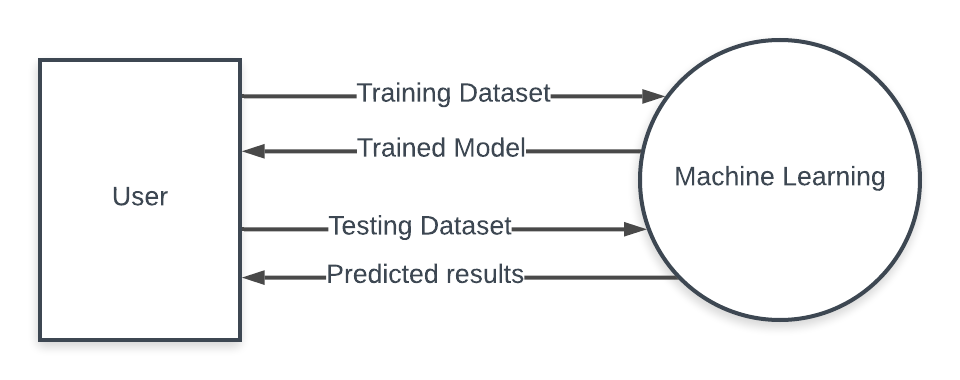 Training Dataset
Trained Model
Machine Learning
User
Testing Dataset
Predicted results